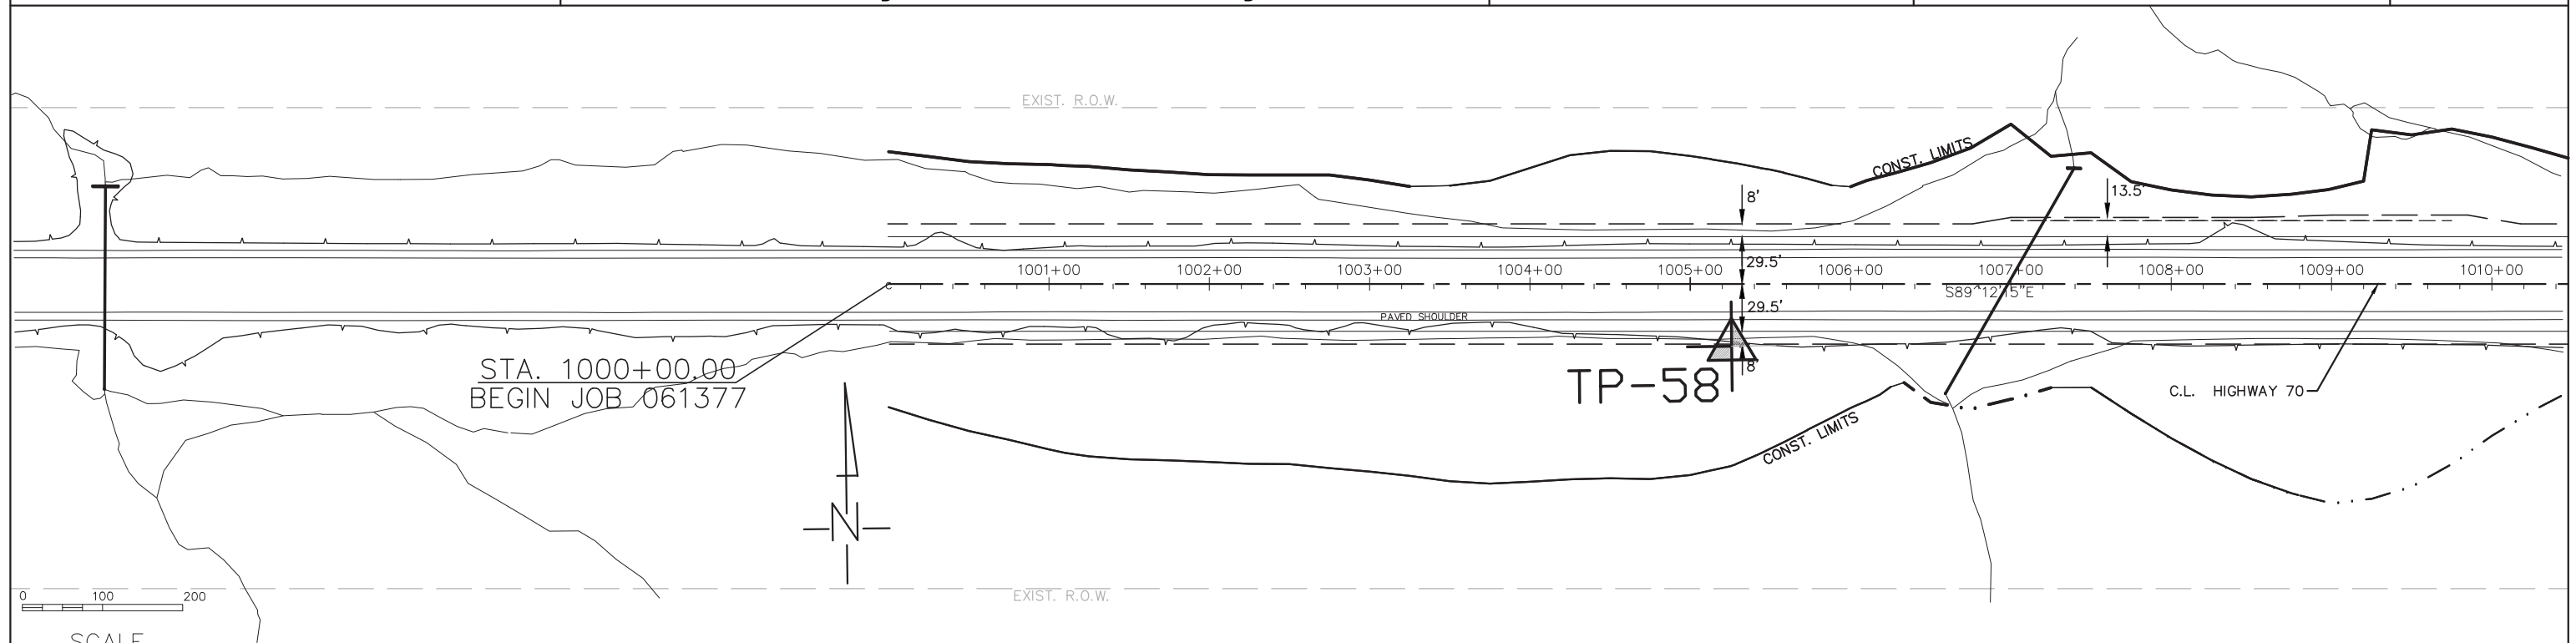 EXIST. R.O.W.
CONST. LIMITS
8'
13.5'
29.5'
1001+00 1002+00 1003+00 1004+00 1005+00 1006+00 1007+00 1008+00 1009+00 1010+00
S89^12'15"E
29.5'
PAVED SHOULDER
STA. 1000+00.00
BEGIN JOB 061377
8'
TP-58
C.L. HIGHWAY 70
CONST. LIMITS
N
EXIST. R.O.W.
0 100 200
SCALE